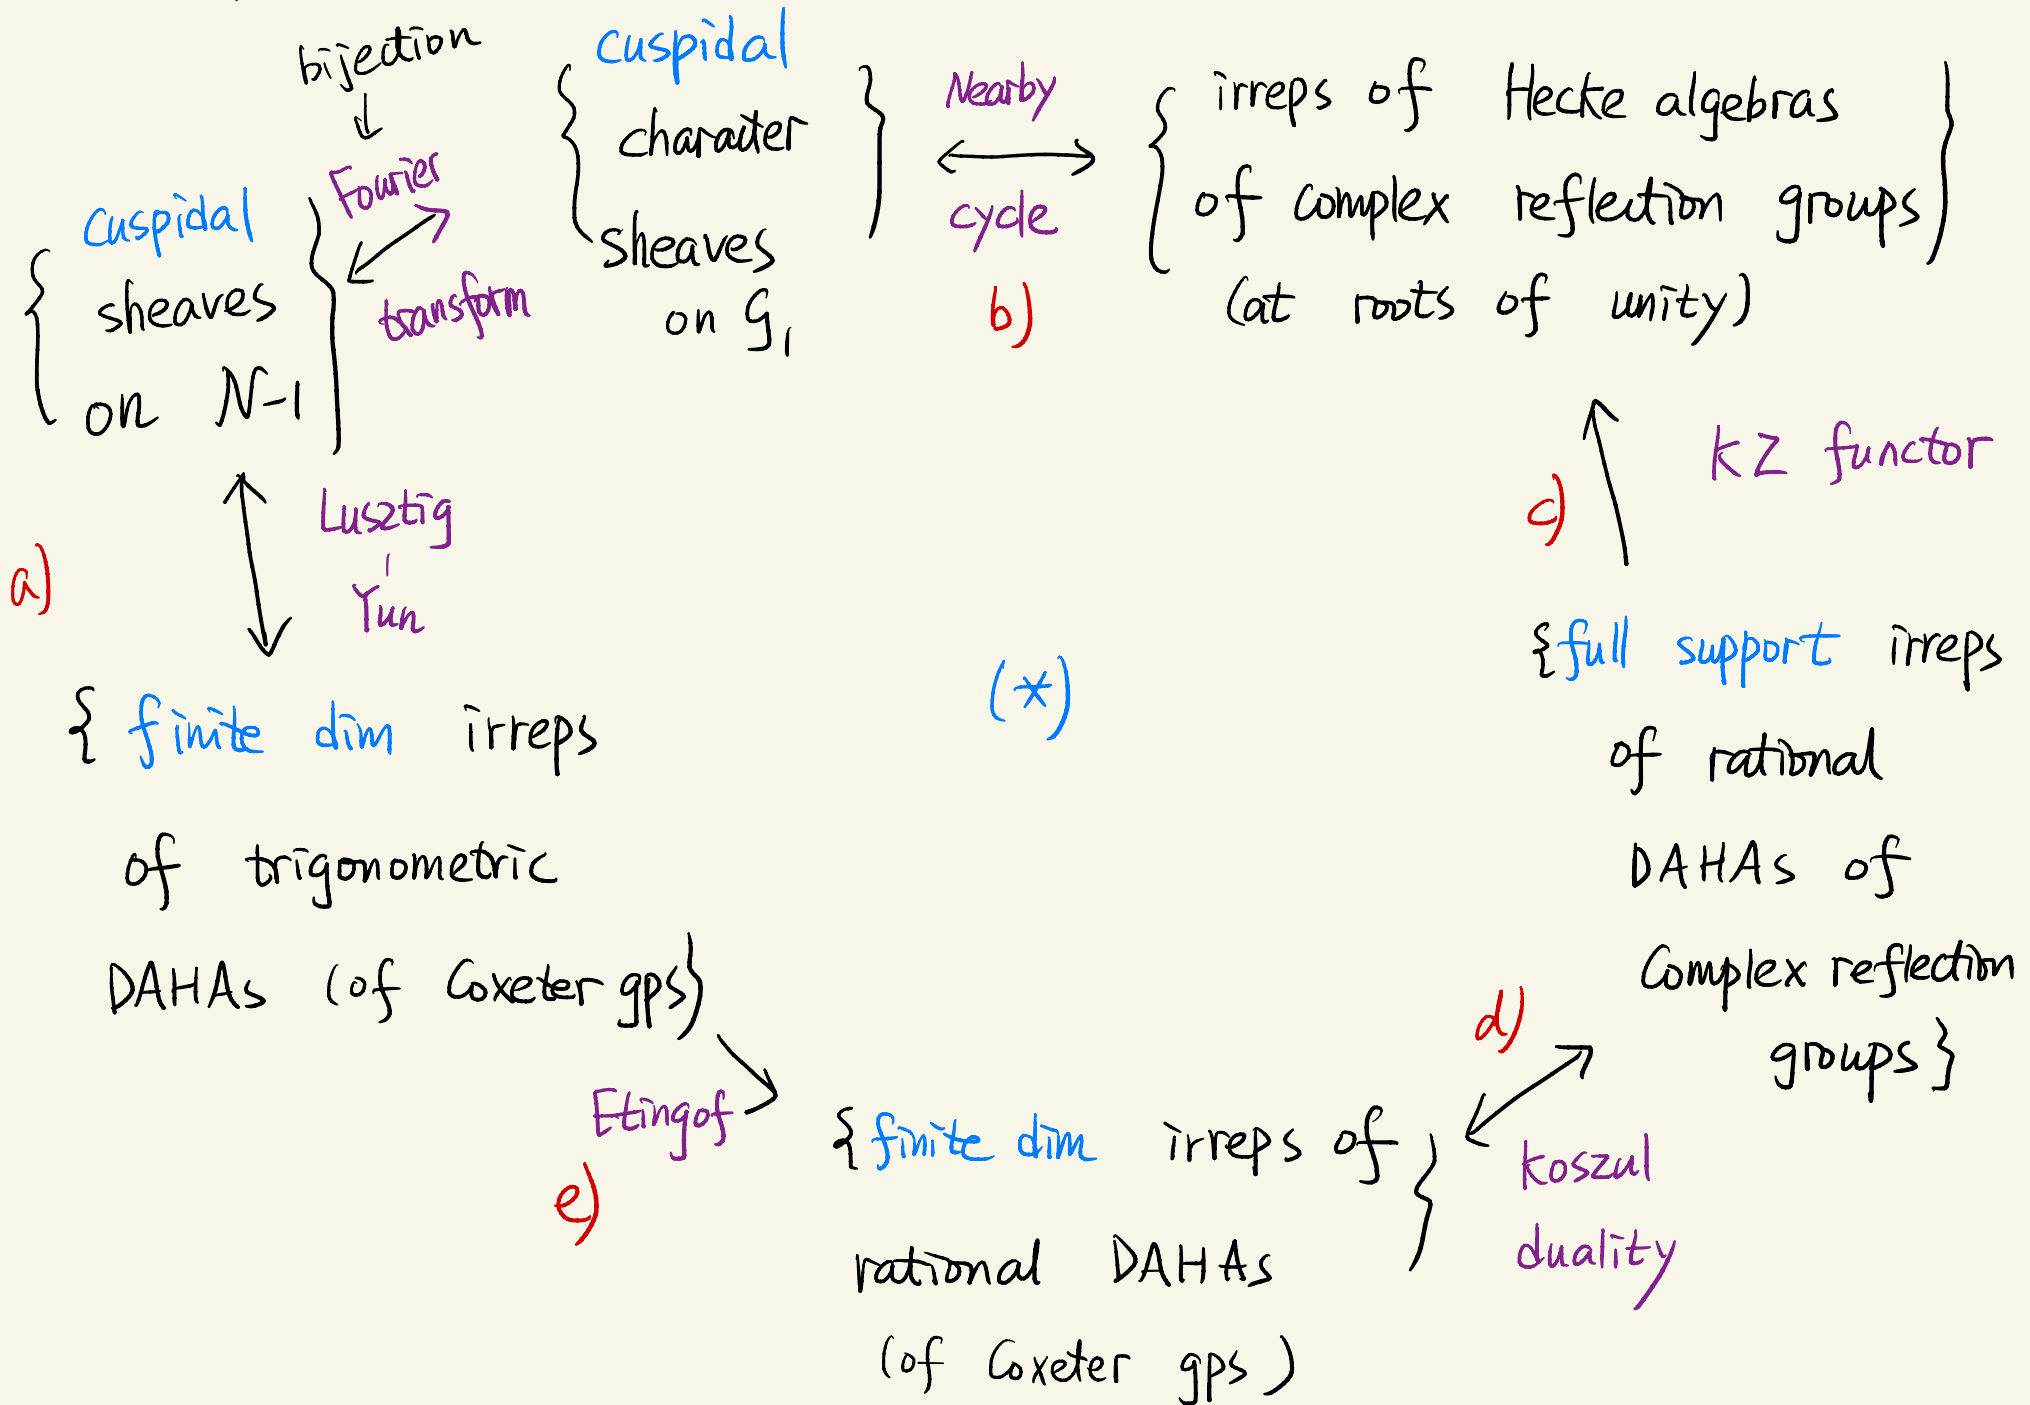 bijection
↓
Fourier
transform
{ cuspidal
sheaves
on N-1 }
{ cuspidal
character
sheaves
on g₁ }
Nearby
cycle
b)
{ irreps of Hecke algebras
of complex reflection groups }
(at roots of unity)
a)
Lusztig
-
Yun
c)
KZ functor
{ finite dim irreps
of trigonometric
DAHAs (of Coxeter gps }
(*)
{full support irreps
of rational
DAHAs of
Complex reflection
groups }
Etingof
e)
{finite dim irreps of
rational DAHAs }
(of Coxeter gps )
d)
Koszul
duality